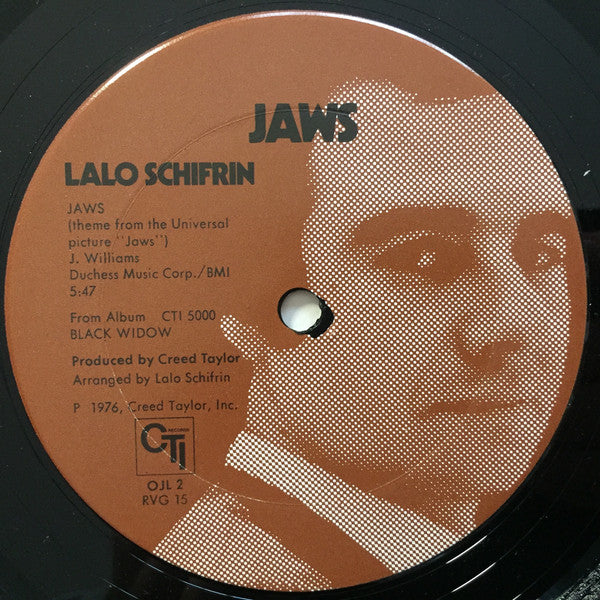 JAWS
LALO SCHIFRIN
JAWS
(theme from the Universal
picture "Jaws")
J. Williams
Duchess Music Corp./BMI
5:47
From Album CTI 5000
BLACK WIDOW
Produced by Creed Taylor
Arranged by Lalo Schifrin
P 1976, Creed Taylor, Inc.
CTI
RECORDS
OJL 2
RVG 15